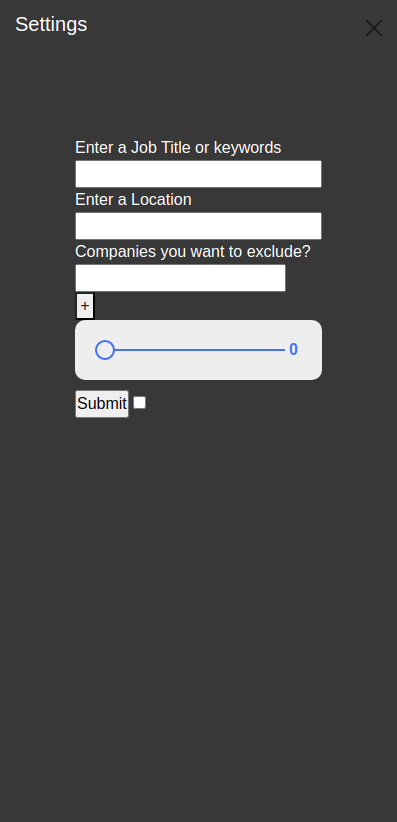 Settings
Enter a Job Title or keywords
Enter a Location
Companies you want to exclude?
+
0
Submit